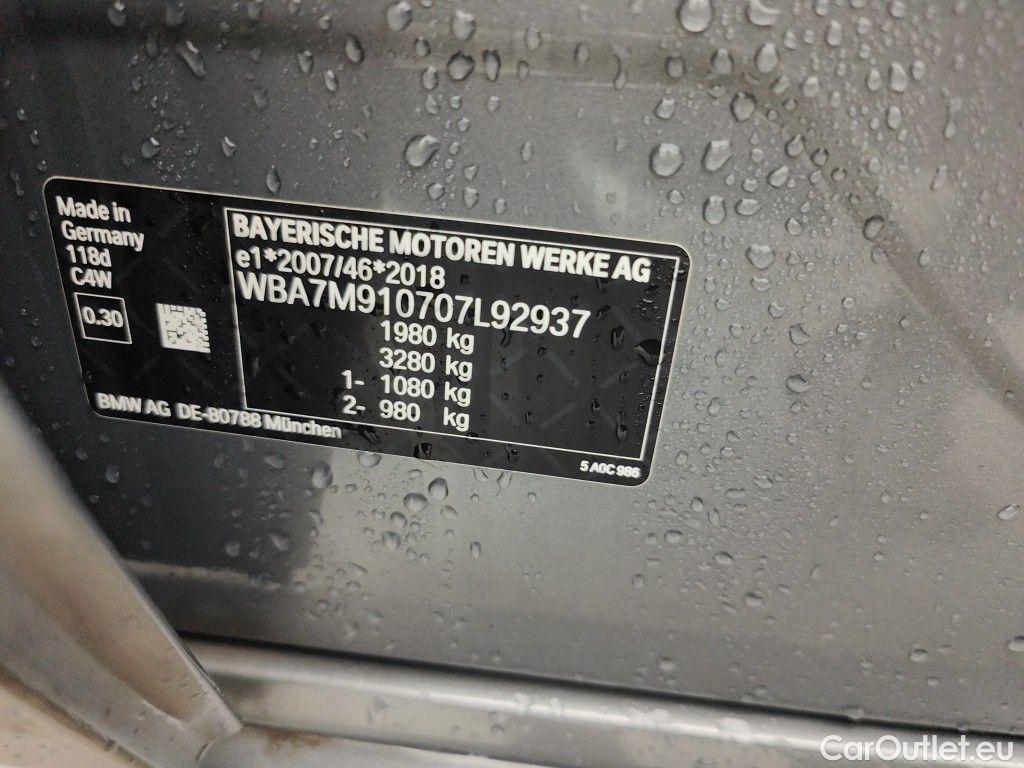 Made in
Germany
118d
C4W
0.30
BAYERISCHE MOTOREN WERKE AG
e1*2007/46*2018
WBA7M910707L92937
1980 kg
3280 kg
1- 1080 kg
2- 980 kg
BMW AG DE-80788 München
5 A0C 986
CarOutlet.eu